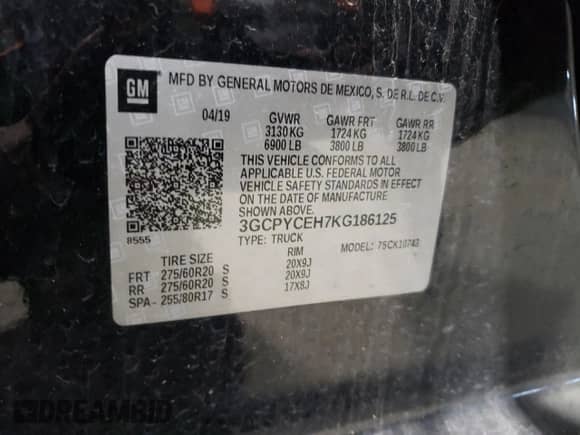 GM
MFD BY GENERAL MOTORS DE MEXICO, S. DE R.L. DE C.V.
04/19 GVWR GAWR FRT GAWR RR
3130 KG 1724 KG 1724 KG
6900 LB 3800 LB 3800 LB
THIS VEHICLE CONFORMS TO ALL
APPLICABLE U.S. FEDERAL MOTOR
VEHICLE SAFETY STANDARDS IN EFFECT
ON THE DATE OF MANUFACTURE
SHOWN ABOVE.
3GCPYCEH7KG186125
8555
TYPE: TRUCK MODEL:
TIRE SIZE RIM
FRT 275/60R20 S 20X9J
RR 275/60R20 S 20X9J
SPA- 255/80R17 S 17X8J
DREAMBID